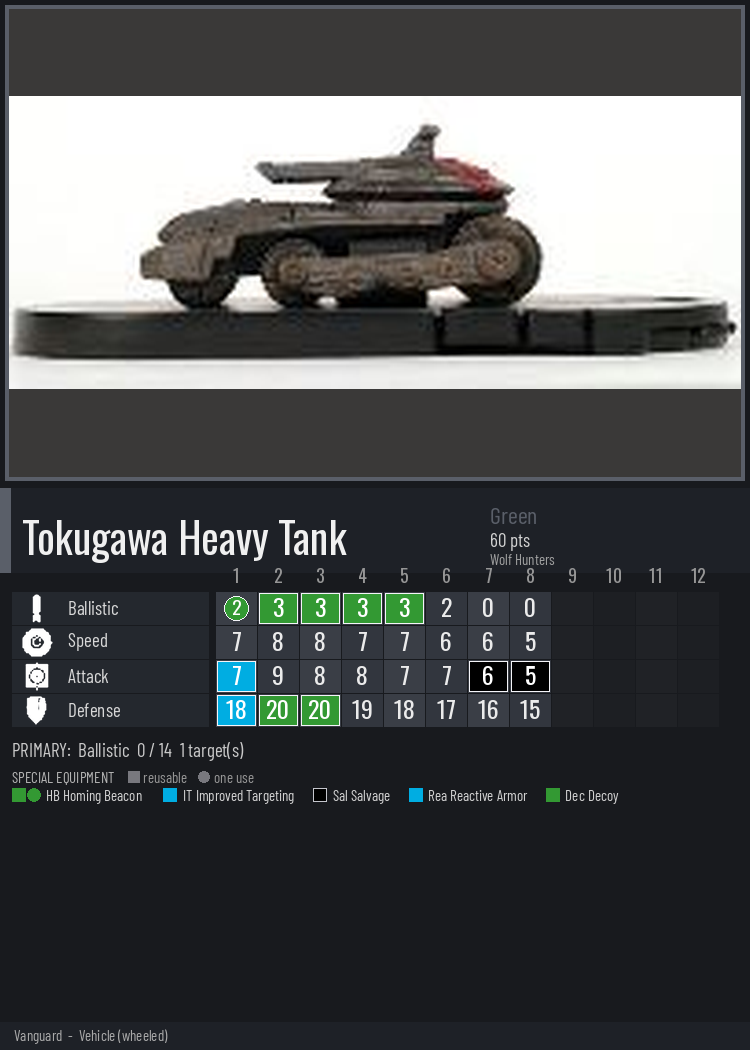 Tokugawa Heavy Tank
Green
60 pts
Wolf Hunters
1 2 3 4 5 6 7 8 9 10 11 12
Ballistic 2 3 3 3 3 2 0 0
Speed 7 8 8 7 7 6 6 5
Attack 7 9 8 8 7 7 6 5
Defense 18 20 20 19 18 17 16 15
PRIMARY: Ballistic 0 / 14 1 target(s)
SPECIAL EQUIPMENT reusable one use
HB Homing Beacon IT Improved Targeting Sal Salvage Rea Reactive Armor Dec Decoy
Vanguard - Vehicle (wheeled)